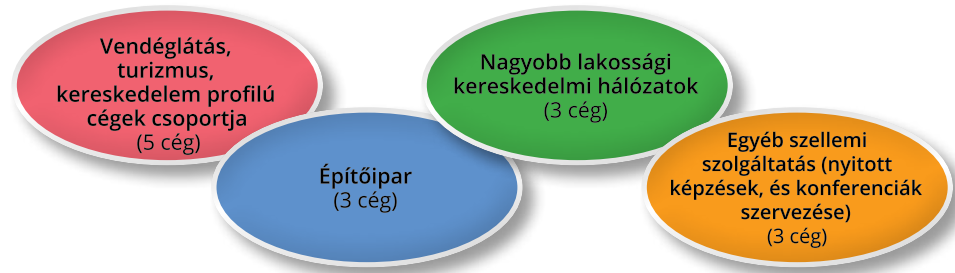 Vendéglátás,
turizmus,
kereskedelem profilú
cégek csoportja
(5 cég)
Építőipar
(3 cég)
Nagyobb lakossági
kereskedelmi hálózatok
(3 cég)
Egyéb szellemi
szolgáltatás (nyitott
képzések, és konferenciák
szervezése)
(3 cég)